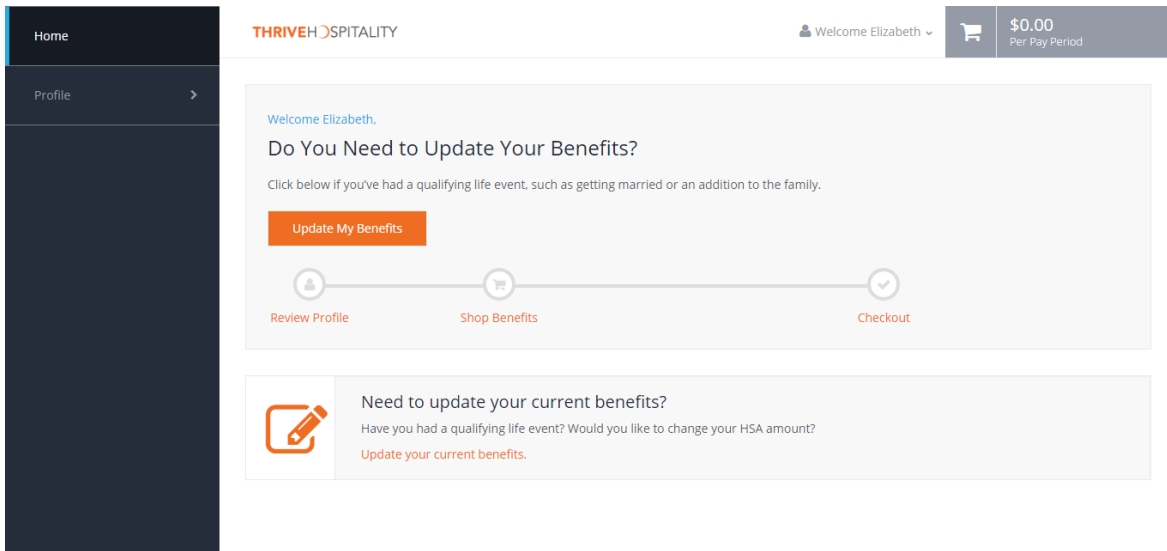 Home
Profile
THRIVEHOSPITALITY
Welcome Elizabeth
$0.00
Per Pay Period
Welcome Elizabeth,
Do You Need to Update Your Benefits?
Click below if you've had a qualifying life event, such as getting married or an addition to the family.
Update My Benefits
Review Profile
Shop Benefits
Checkout
Need to update your current benefits?
Have you had a qualifying life event? Would you like to change your HSA amount?
Update your current benefits.